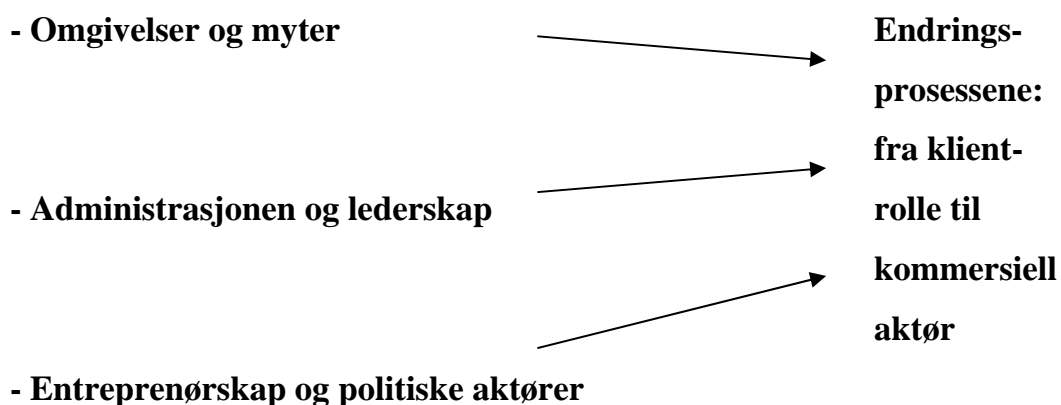 - Omgivelser og myter
- Administrasjonen og lederskap
- Entreprenørskap og politiske aktører
Endrings-
prosessene:
fra klient-
rolle til
kommersiell
aktør